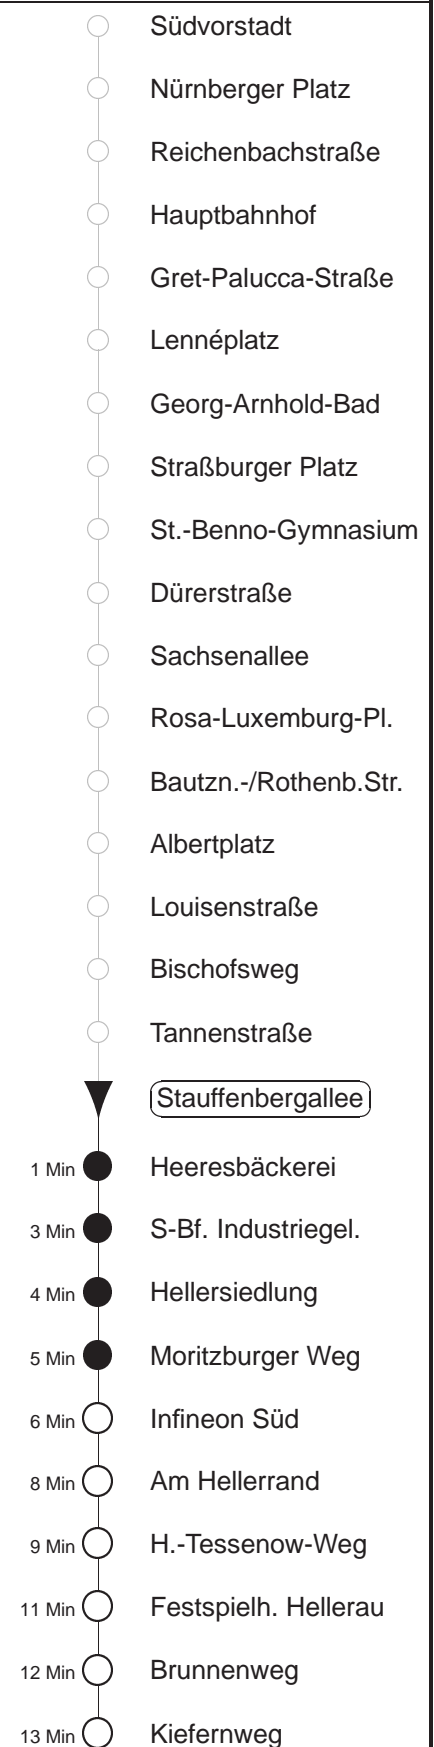 Südvorstadt
Nürnberger Platz
Reichenbachstraße
Hauptbahnhof
Gret-Palucca-Straße
Lennéplatz
Georg-Arnhold-Bad
Straßburger Platz
St.-Benno-Gymnasium
Dürerstraße
Sachsenallee
Rosa-Luxemburg-Pl.
Bautzn.-/Rothenb.Str.
Albertplatz
Louisenstraße
Bischofsweg
Tannenstraße
Stauffenbergallee
1 Min Heeresbäckerei
3 Min S-Bf. Industriegel.
4 Min Hellersiedlung
5 Min Moritzburger Weg
6 Min Infineon Süd
8 Min Am Hellerrand
9 Min H.-Tessenow-Weg
11 Min Festspielh. Hellerau
12 Min Brunnenweg
13 Min Kiefernweg